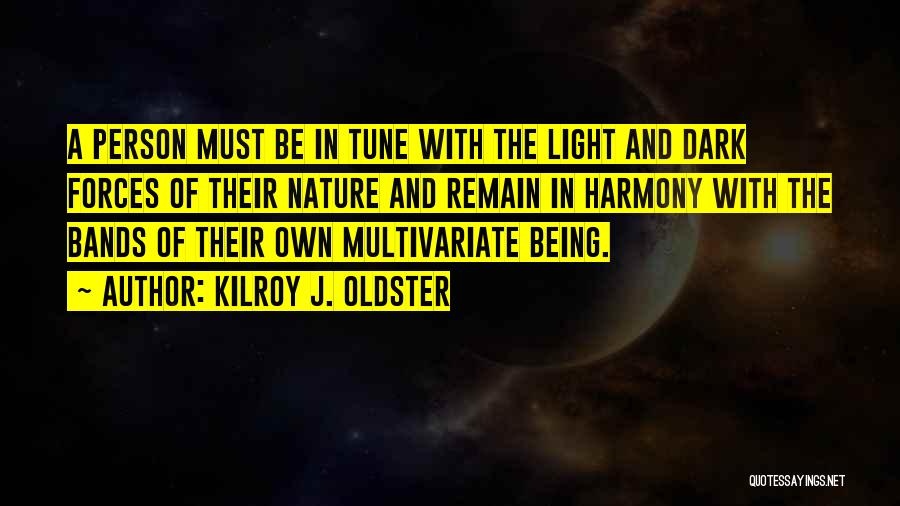 A PERSON MUST BE IN TUNE WITH THE LIGHT AND DARK
FORCES OF THEIR NATURE AND REMAIN IN HARMONY WITH THE
BANDS OF THEIR OWN MULTIVARIATE BEING.
~ AUTHOR: KILROY J. OLDSTER
QUOTESSAYINGS.NET